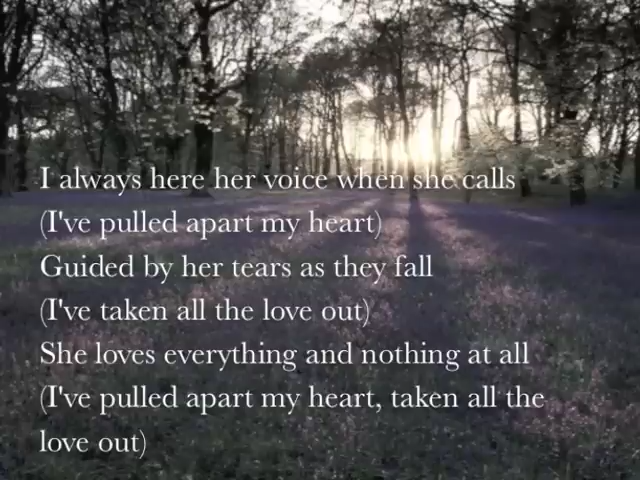 I always here her voice when she calls
(I've pulled apart my heart)
Guided by her tears as they fall
(I've taken all the love out)
She loves everything and nothing at all
(I've pulled apart my heart, taken all the
love out)